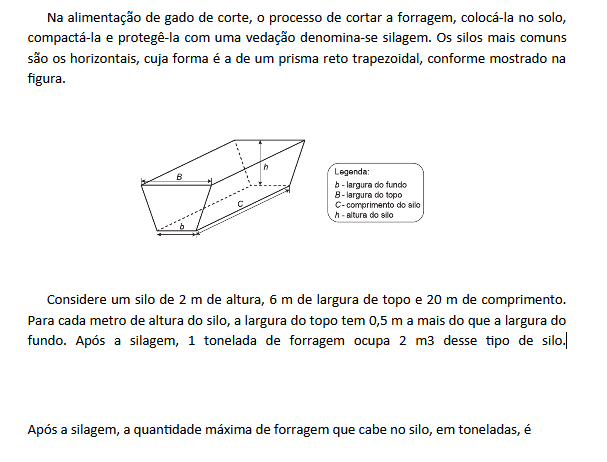 Na alimentação de gado de corte, o processo de cortar a forragem, colocá-la no solo,
compactá-la e protegê-la com uma vedação denomina-se silagem. Os silos mais comuns
são os horizontais, cuja forma é a de um prisma reto trapezoidal, conforme mostrado na
figura.
B
h
C
b
Legenda:
b - largura do fundo
B - largura do topo
C - comprimento do silo
h - altura do silo
Considere um silo de 2 m de altura, 6 m de largura de topo e 20 m de comprimento.
Para cada metro de altura do silo, a largura do topo tem 0,5 m a mais do que a largura do
fundo. Após a silagem, 1 tonelada de forragem ocupa 2 m3 desse tipo de silo.
Após a silagem, a quantidade máxima de forragem que cabe no silo, em toneladas, é